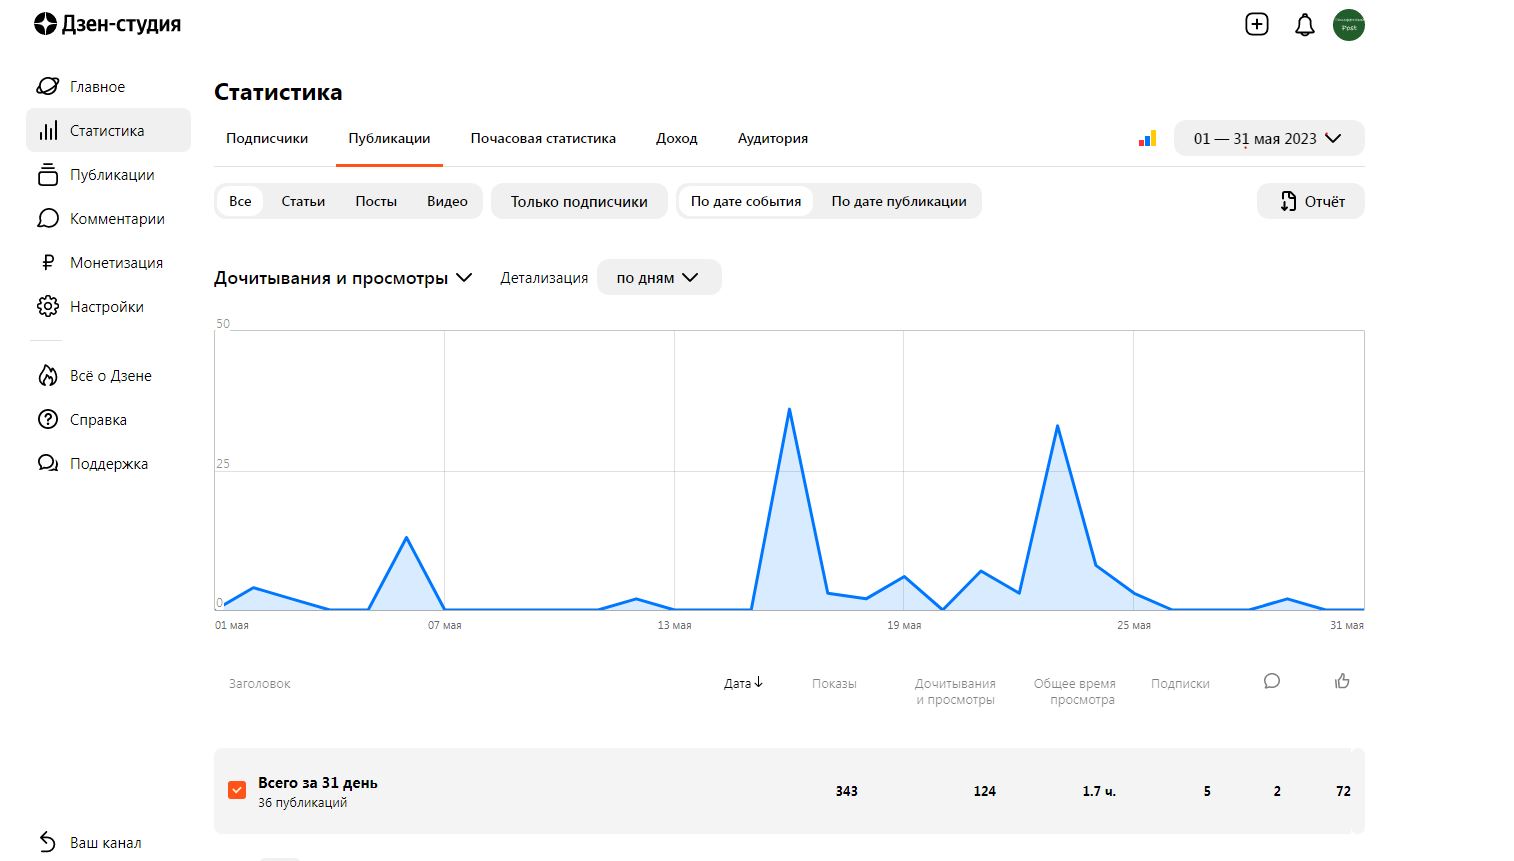 Дзен-студия
Post
Главное
Статистика
Публикации
Комментарии
Монетизация
Настройки
Всё о Дзене
Справка
Поддержка
Ваш канал
Статистика
Подписчики Публикации Почасовая статистика Доход Аудитория 01 — 31 мая 2023
Все Статьи Посты Видео Только подписчики По дате события По дате публикации Отчёт
Дочитывания и просмотры Детализация по дням
50
25
0
01 мая 07 мая 13 мая 19 мая 25 мая 31 мая
Заголовок Дата Показы Дочитывания Общее время Подписки
и просмотры просмотра
Всего за 31 день 343 124 1.7 ч. 5 2 72
36 публикаций